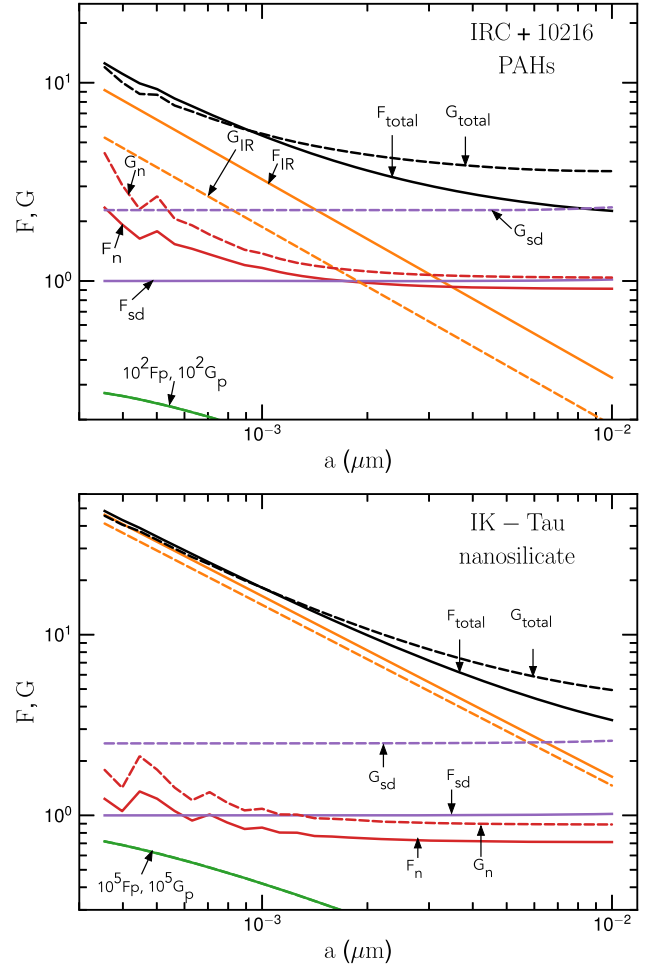 IRC + 10216
PAHs
F_total
G_total
G_IR
F_IR
G_n
F_n
G_sd
F_sd
10^2Fp, 10^2G_p
F, G
10^1
10^0
10^−3
10^−2
a (μm)
IK − Tau
nanosilicate
F_total
G_total
G_sd
F_sd
F_n
G_n
10^5Fp, 10^5G_p
F, G
10^1
10^0
10^−3
10^−2
a (μm)